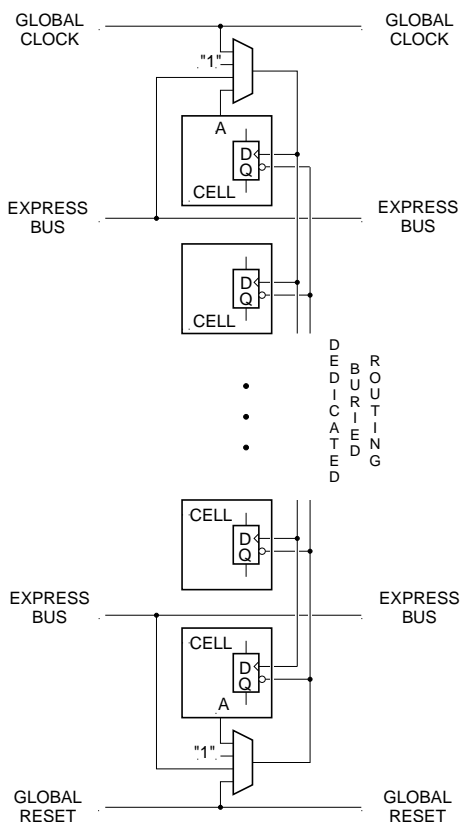 GLOBAL
CLOCK
GLOBAL
CLOCK
"1"
A
D
Q
CELL
EXPRESS
BUS
EXPRESS
BUS
D
Q
CELL
DEDICATED
BURIED
ROUTING
CELL
D
Q
EXPRESS
BUS
EXPRESS
BUS
CELL
D
Q
A
"1"
GLOBAL
RESET
GLOBAL
RESET